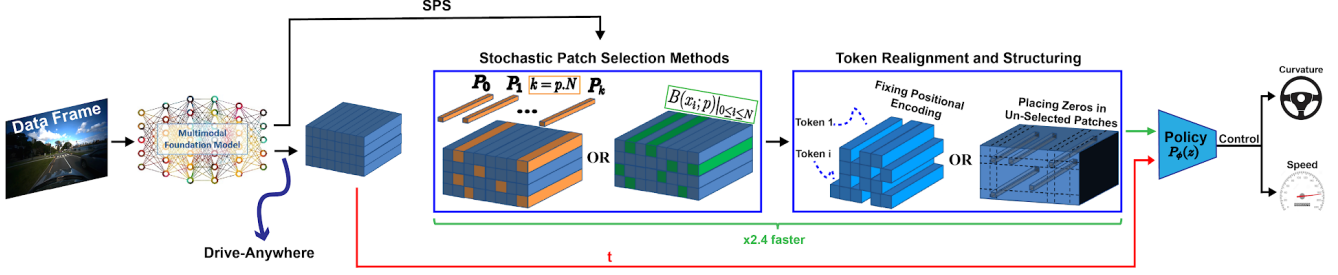 SPS
Stochastic Patch Selection Methods
Token Realignment and Structuring
Data Frame
Multimodal
Foundation Model
Drive-Anywhere
P₀ P₁ k = p.N Pₖ
...
B(xᵢ; p)|₀≤ᵢ≤N
OR
Fixing Positional
Encoding
Token 1
Token i
OR
Placing Zeros in
Un-Selected Patches
x2.4 faster
t
Policy
P_ϕ(z)
Control
Curvature
Speed